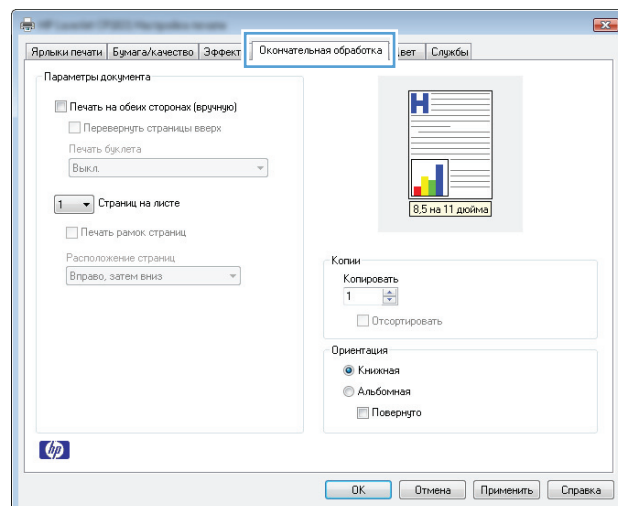 Ярлыки печати Бумага/качество Эффект Окончательная обработка вет Службы
Параметры документа
Печать на обеих сторонах (вручную)
Перевернуть страницы вверх
Печать буклета
Выкл.
1 Страниц на листе
Печать рамок страниц
Расположение страниц
Вправо, затем вниз
H
8,5 на 11 дюйма
Копии
Копировать
1
Отсортировать
Ориентация
Книжная
Альбомная
Повернуто
hp
OK Отмена Применить Справка